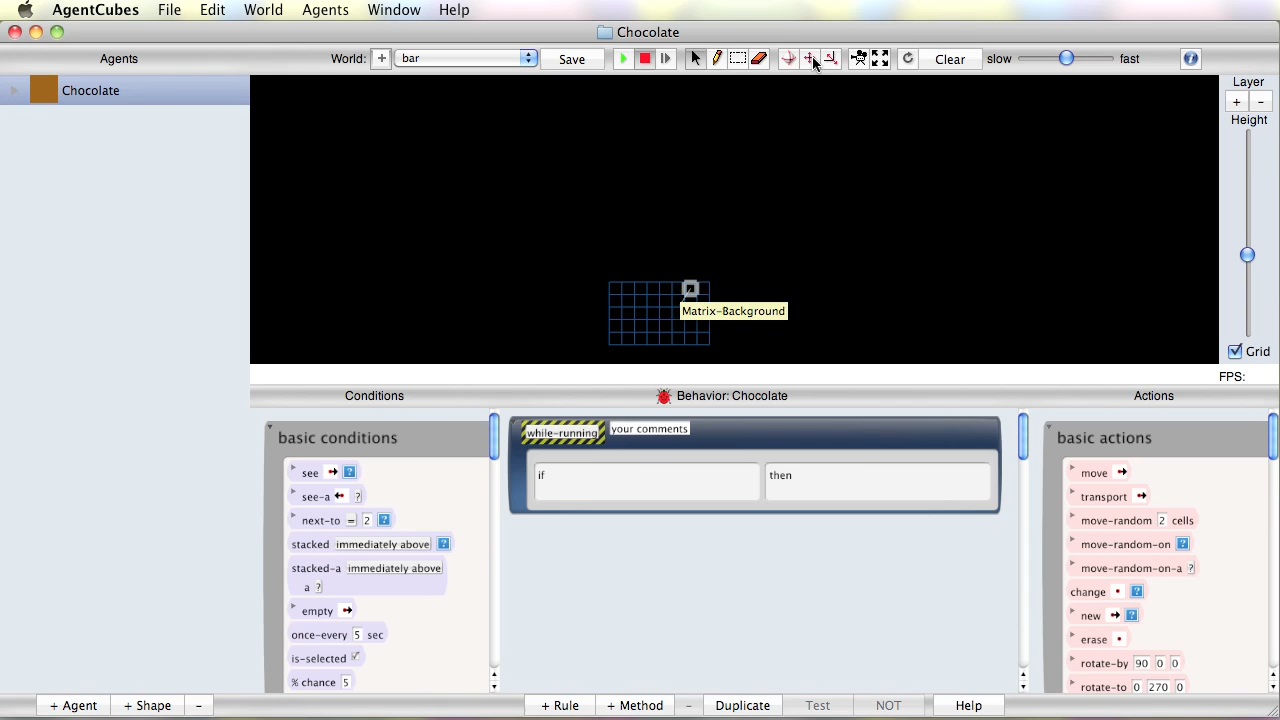 AgentCubes File Edit World Agents Window Help
Chocolate
Agents World: + bar Save Clear slow fast
Chocolate
Layer
+ -
Height
Matrix-Background
Grid
FPS:
Conditions Behavior: Chocolate Actions
basic conditions
see ?
see-a ?
next-to = 2 ?
stacked immediately above ?
stacked-a immediately above
a ?
empty
once-every 5 sec
is-selected
% chance 5
while-running your comments
if then
basic actions
move
transport
move-random 2 cells
move-random-on ?
move-random-on-a ?
change ?
new ?
erase
rotate-by 90 0 0
rotate-to 0 270 0
+ Agent + Shape - + Rule + Method - Duplicate Test NOT Help